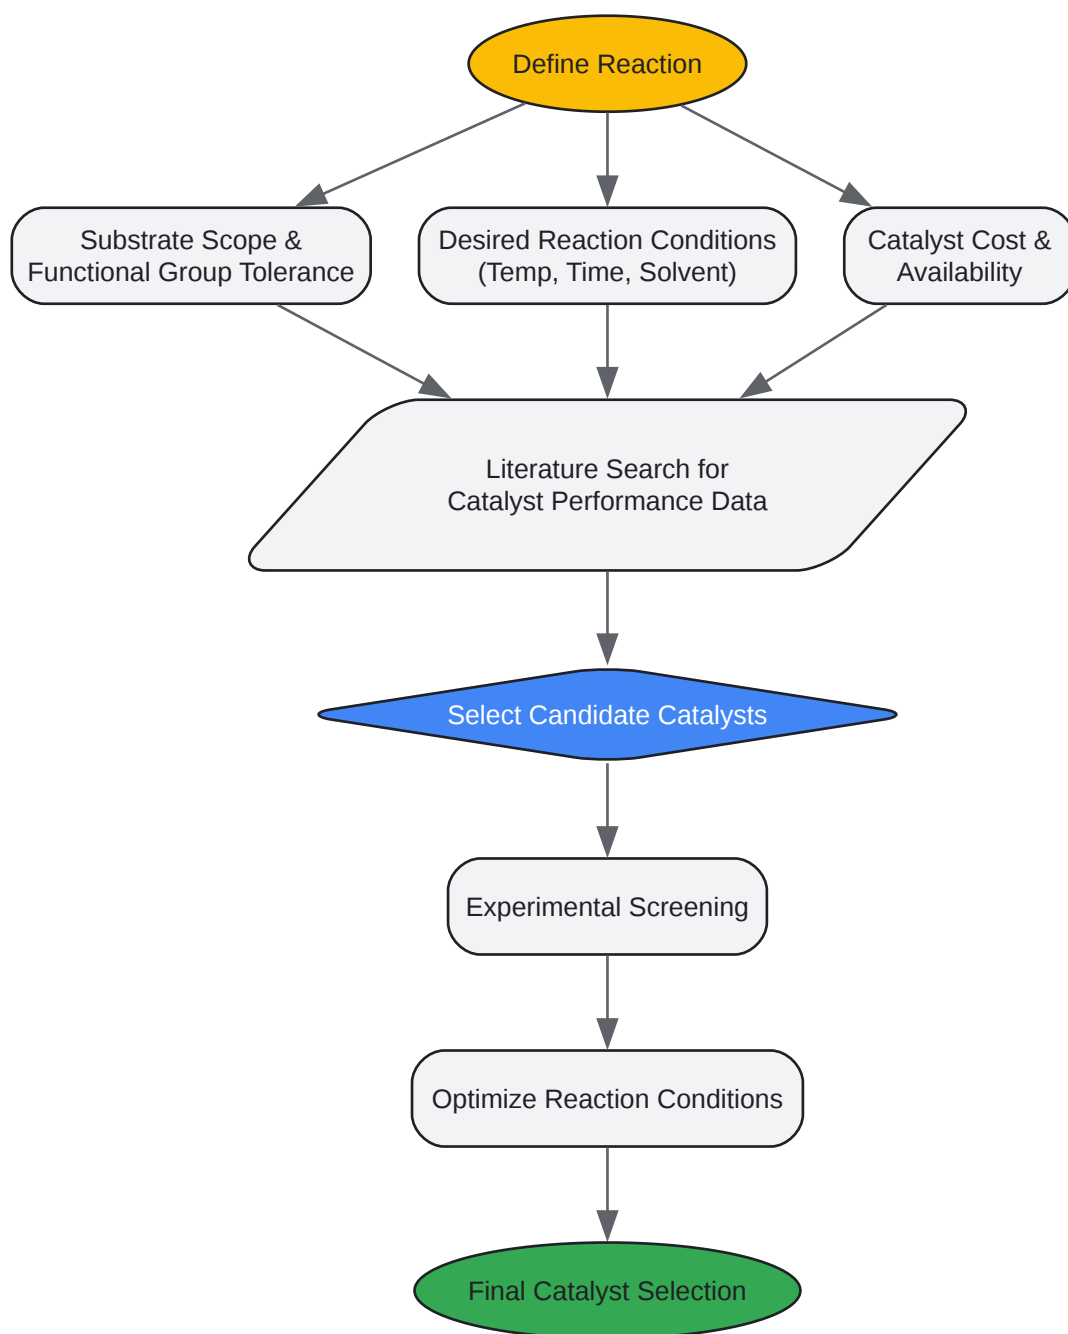 Define Reaction
Substrate Scope &
Functional Group Tolerance
Desired Reaction Conditions
(Temp, Time, Solvent)
Catalyst Cost &
Availability
Literature Search for
Catalyst Performance Data
Select Candidate Catalysts
Experimental Screening
Optimize Reaction Conditions
Final Catalyst Selection